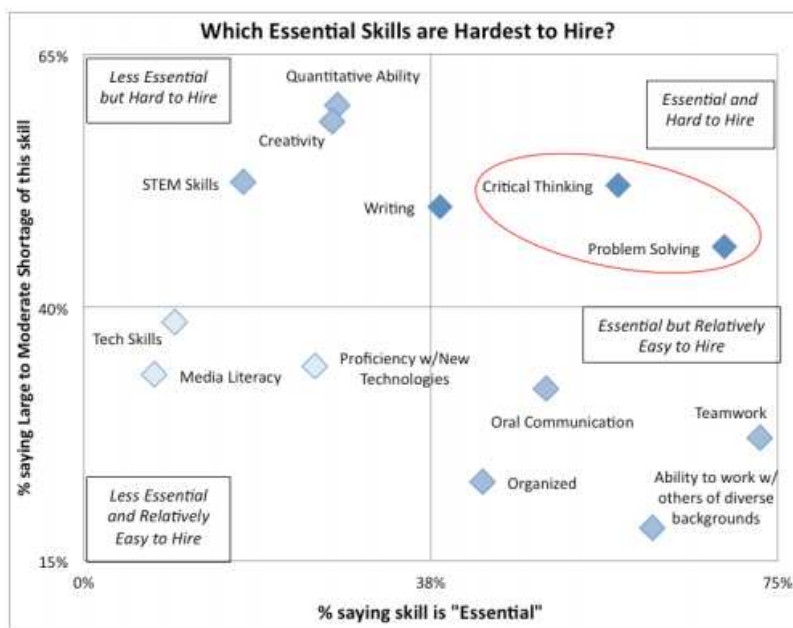 Which Essential Skills are Hardest to Hire?
65%
Less Essential
but Hard to Hire
Quantitative Ability
Essential and
Hard to Hire
Creativity
STEM Skills
Critical Thinking
Writing
Problem Solving
% saying Large to Moderate Shortage of this skill
40%
Essential but Relatively
Easy to Hire
Tech Skills
Proficiency w/New
Technologies
Media Literacy
Oral Communication
Teamwork
Organized
Ability to work w/
others of diverse
backgrounds
Less Essential
and Relatively
Easy to Hire
15%
0%
38%
75%
% saying skill is "Essential"